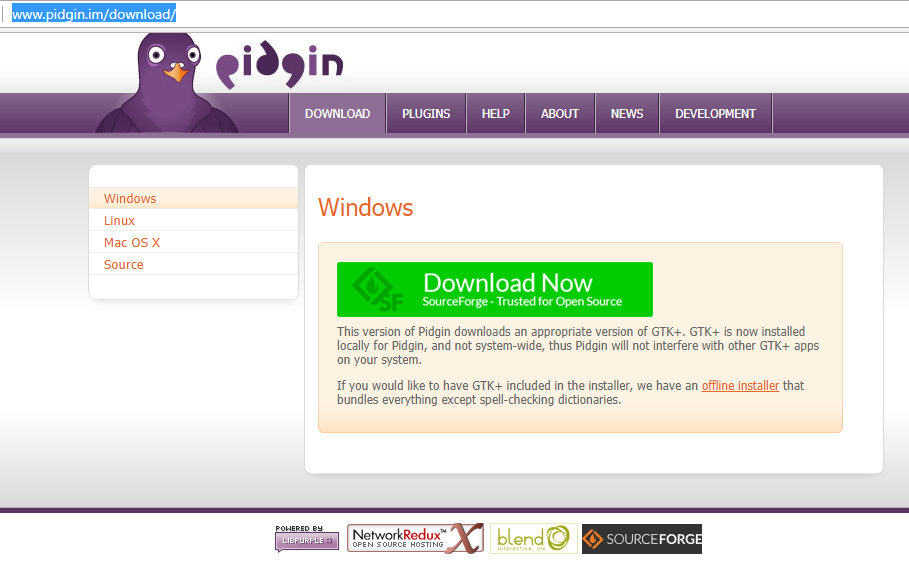 www.pidgin.im/download/
pidgin
DOWNLOAD
PLUGINS
HELP
ABOUT
NEWS
DEVELOPMENT
Windows
Linux
Mac OS X
Source
Windows
SF
Download Now
SourceForge - Trusted for Open Source
This version of Pidgin downloads an appropriate version of GTK+. GTK+ is now installed
locally for Pidgin, and not system-wide, thus Pidgin will not interfere with other GTK+ apps
on your system.
If you would like to have GTK+ included in the installer, we have an offline installer that
bundles everything except spell-checking dictionaries.
POWERED BY
LIBPURPLE :)
NetworkRedux™
OPEN SOURCE HOSTING
X
blend
interactive, inc
SOURCEFORGE